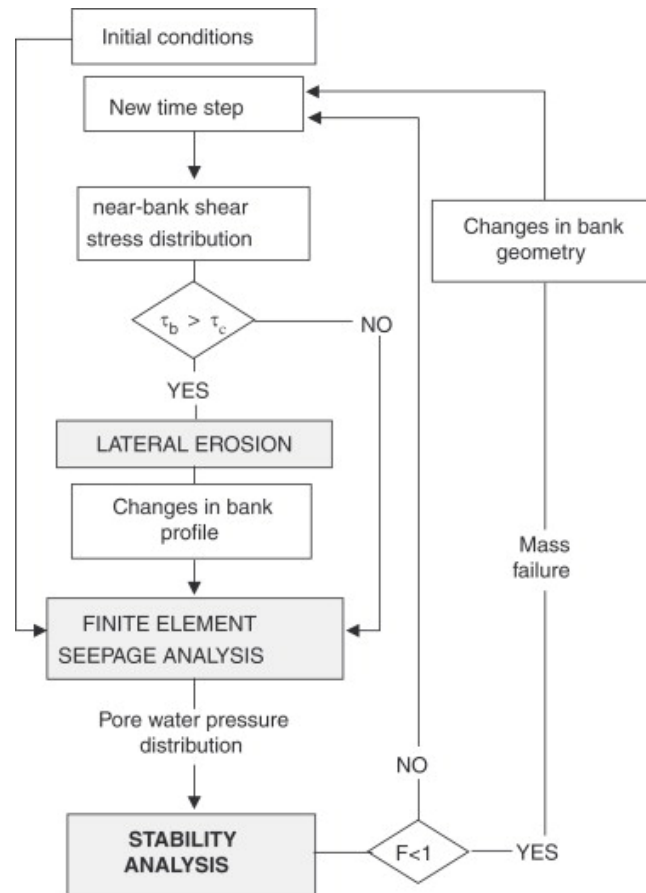 Initial conditions
New time step
near-bank shear
stress distribution
Changes in bank
geometry
τb > τc
NO
YES
LATERAL EROSION
Changes in bank
profile
Mass
failure
FINITE ELEMENT
SEEPAGE ANALYSIS
Pore water pressure
distribution
NO
STABILITY
ANALYSIS
F<1
YES